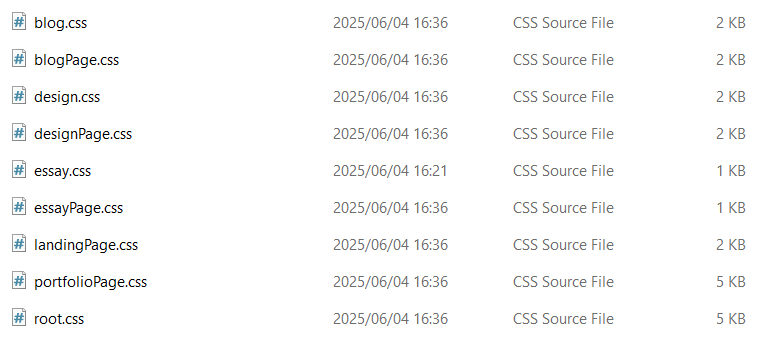 blog.css 2025/06/04 16:36 CSS Source File 2 KB
blogPage.css 2025/06/04 16:36 CSS Source File 2 KB
design.css 2025/06/04 16:36 CSS Source File 2 KB
designPage.css 2025/06/04 16:36 CSS Source File 2 KB
essay.css 2025/06/04 16:21 CSS Source File 1 KB
essayPage.css 2025/06/04 16:36 CSS Source File 1 KB
landingPage.css 2025/06/04 16:36 CSS Source File 2 KB
portfolioPage.css 2025/06/04 16:36 CSS Source File 5 KB
root.css 2025/06/04 16:36 CSS Source File 5 KB